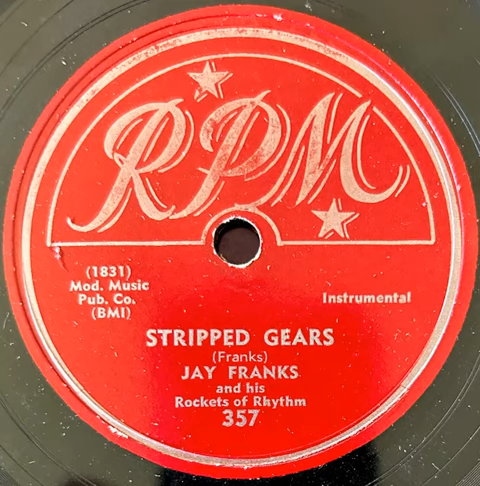 RPM
(1831)
Mod. Music
Pub. Co.
(BMI)
Instrumental
STRIPPED GEARS
(Franks)
JAY FRANKS
and his
Rockets of Rhythm
357